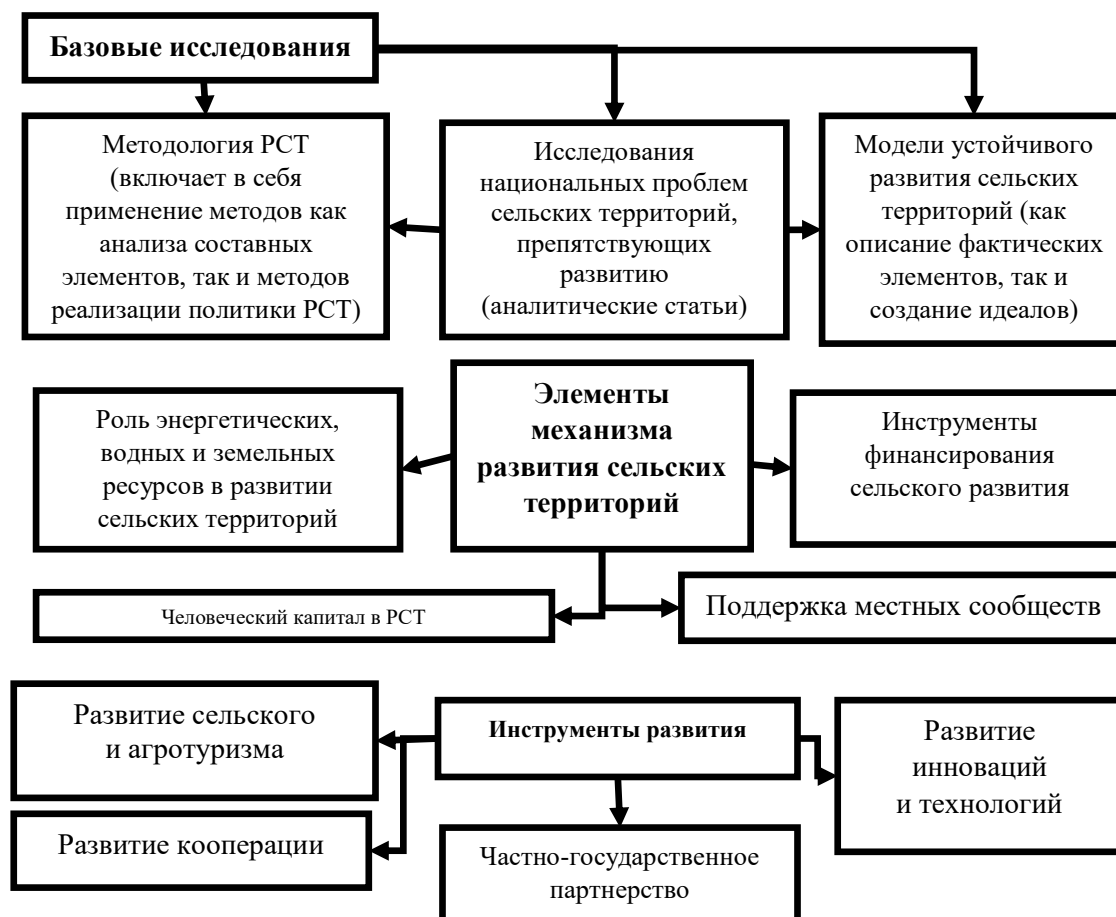 Базовые исследования
Методология РСТ
(включает в себя
применение методов как
анализа составных
элементов, так и методов
реализации политики РСТ)
Исследования
национальных проблем
сельских территорий,
препятствующих
развитию
(аналитические статьи)
Модели устойчивого
развития сельских
территорий (как
описание фактических
элементов, так и
создание идеалов)
Роль энергетических,
водных и земельных
ресурсов в развитии
сельских территорий
Элементы
механизма
развития сельских
территорий
Инструменты
финансирования
сельского развития
Человеческий капитал в РСТ
Поддержка местных сообществ
Развитие сельского
и агротуризма
Инструменты развития
Развитие
инноваций
и технологий
Развитие кооперации
Частно-государственное
партнерство